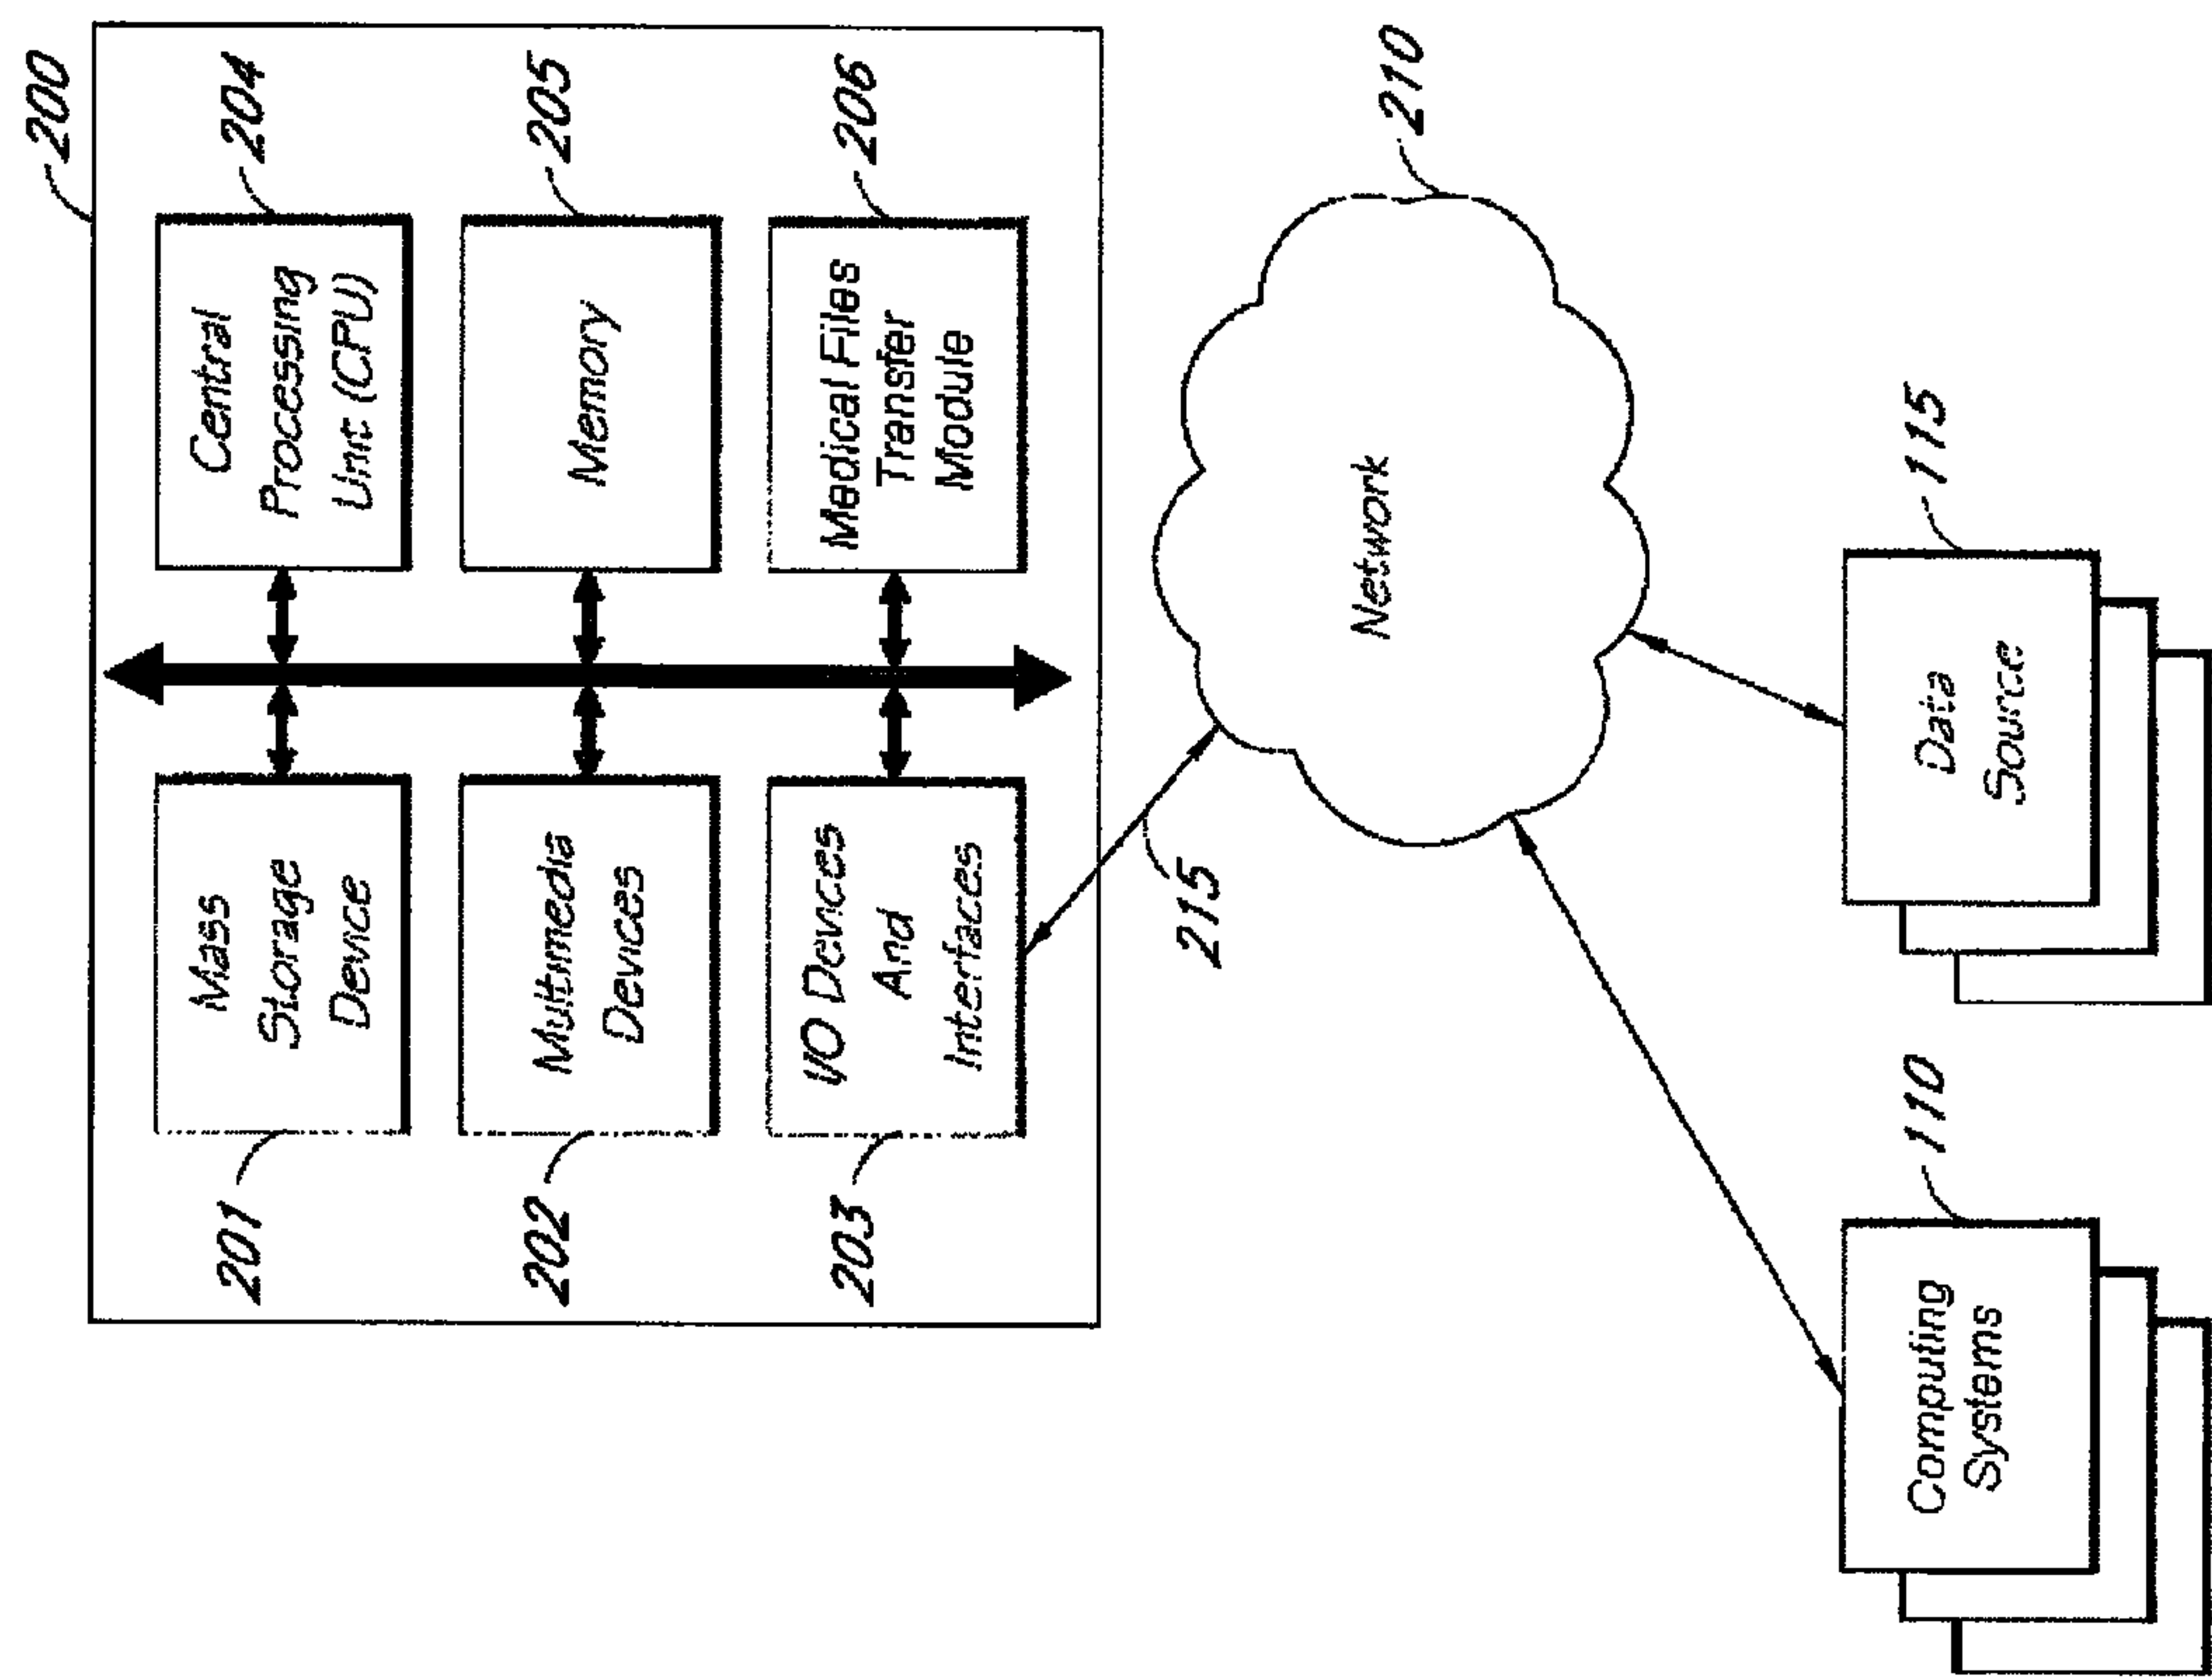 200
201
Mass
Storage
Device
Central
Processing
Unit (CPU)
204
202
Multimedia
Devices
Memory
205
203
I/O Devices
And
Interfaces
Medical Files
Transfer
Module
206
215
Network
210
110
Computing
Systems
115
Data
Source